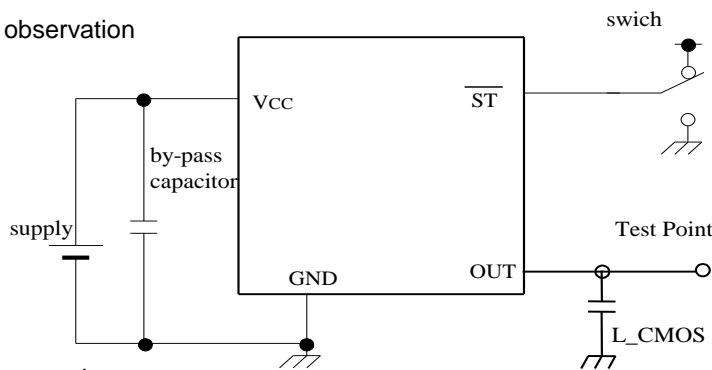 observation
swich
VCC
ST
by-pass
capacitor
supply
Test Point
GND
OUT
L_CMOS